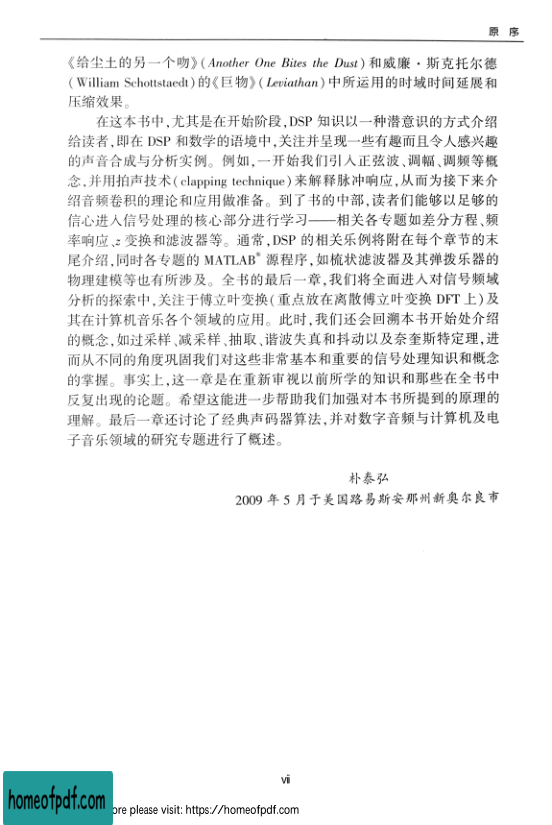 原 序
《给尘土的另一个吻》(Another One Bites the Dust)和威廉·斯克托尔德
(William Schottstaedt)的《巨物》(Leviathan)中所运用的时域时间延展和
压缩效果。
在这本书中,尤其是在开始阶段,DSP 知识以一种潜意识的方式介绍
给读者,即在 DSP 和数学的语境中,关注并呈现一些有趣而且令人感兴趣
的声音合成与分析实例。例如,一开始我们引入正弦波、调幅、调频等概
念,并用拍声技术(clapping technique)来解释脉冲响应,从而为接下来介
绍音频卷积的理论和应用做准备。到了书的中部,读者们能够以足够的
信心进入信号处理的核心部分进行学习——相关各专题如差分方程、频
率响应、z 变换和滤波器等。通常,DSP 的相关乐例将附在每个章节的末
尾介绍,同时各专题的 MATLAB® 源程序,如梳状滤波器及其弹拨乐器的
物理建模等也有所涉及。全书的最后一章,我们将全面进入对信号频域
分析的探索中,关注于傅立叶变换(重点放在离散傅立叶变换 DFT 上)及
其在计算机音乐各个领域的应用。此时,我们还会回溯本书开始处介绍
的概念,如过采样、减采样、抽取、谐波失真和抖动以及奈奎斯特定理,进
而从不同的角度巩固我们对这些非常基本和重要的信号处理知识和概念
的掌握。事实上,这一章是在重新审视以前所学的知识和那些在全书中
反复出现的论题。希望这能进一步帮助我们加强对本书所提到的原理的
理解。最后一章还讨论了经典声码器算法,并对数字音频与计算机及电
子音乐领域的研究专题进行了概述。
朴泰弘
2009 年 5 月于美国路易斯安那州新奥尔良市
vii
homeofpdf.com
ore please visit: https://homeofpdf.com